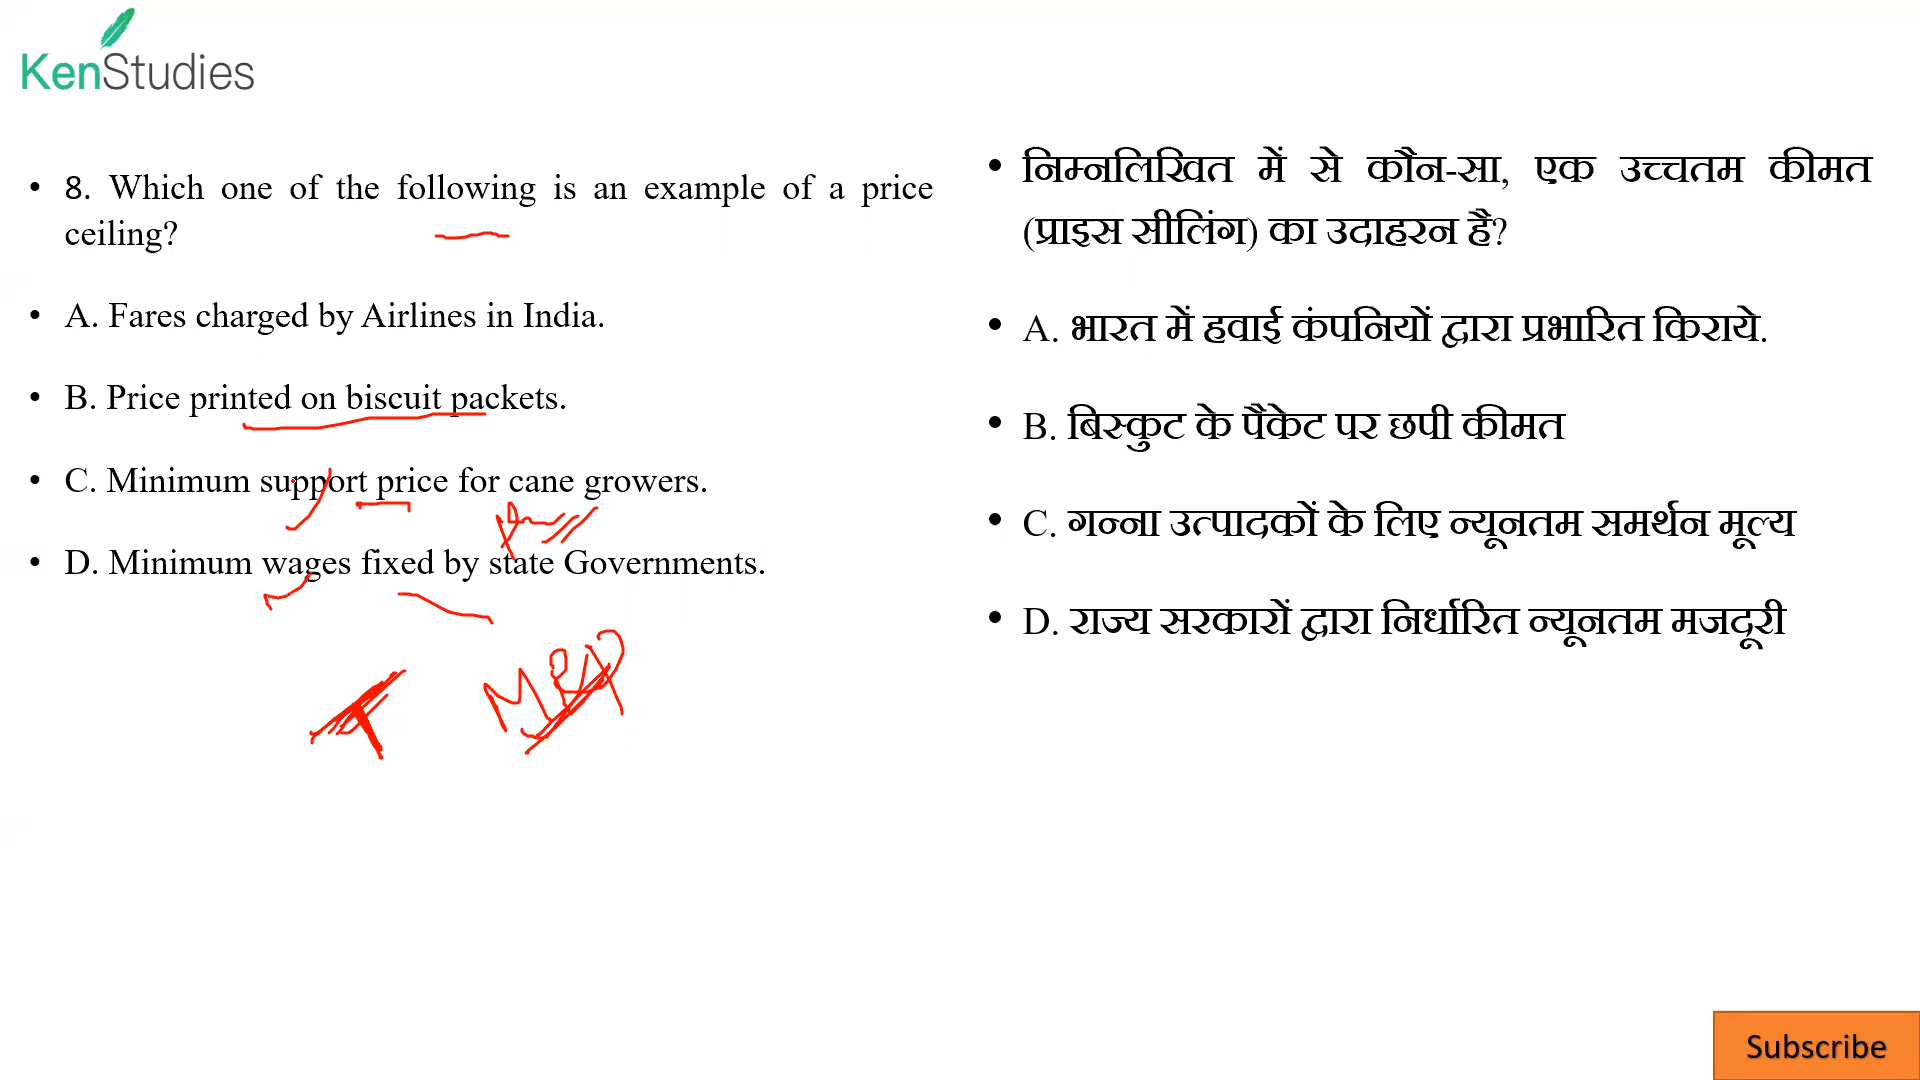 KenStudies
• 8. Which one of the following is an example of a price
ceiling?
• A. Fares charged by Airlines in India.
• B. Price printed on biscuit packets.
• C. Minimum support price for cane growers.
• D. Minimum wages fixed by state Governments.
MRP
• निम्नलिखित में से कौन-सा, एक उच्चतम कीमत
(प्राइस सीलिंग) का उदाहरन है?
• A. भारत में हवाई कंपनियों द्वारा प्रभारित किराये.
• B. बिस्कुट के पैकेट पर छपी कीमत
• C. गन्ना उत्पादकों के लिए न्यूनतम समर्थन मूल्य
• D. राज्य सरकारों द्वारा निर्धारित न्यूनतम मजदूरी
Subscribe